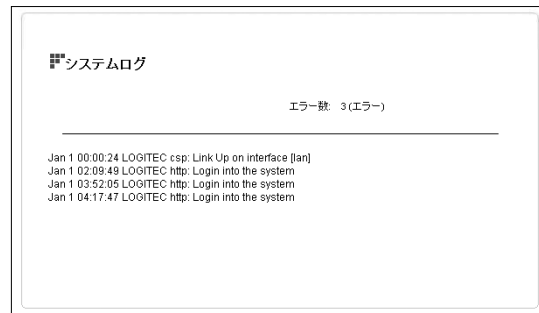 システムログ
エラー数: 3 (エラー)
Jan 1 00:00:24 LOGITEC csp: Link Up on interface [lan]
Jan 1 02:09:49 LOGITEC http: Login into the system
Jan 1 03:52:05 LOGITEC http: Login into the system
Jan 1 04:17:47 LOGITEC http: Login into the system